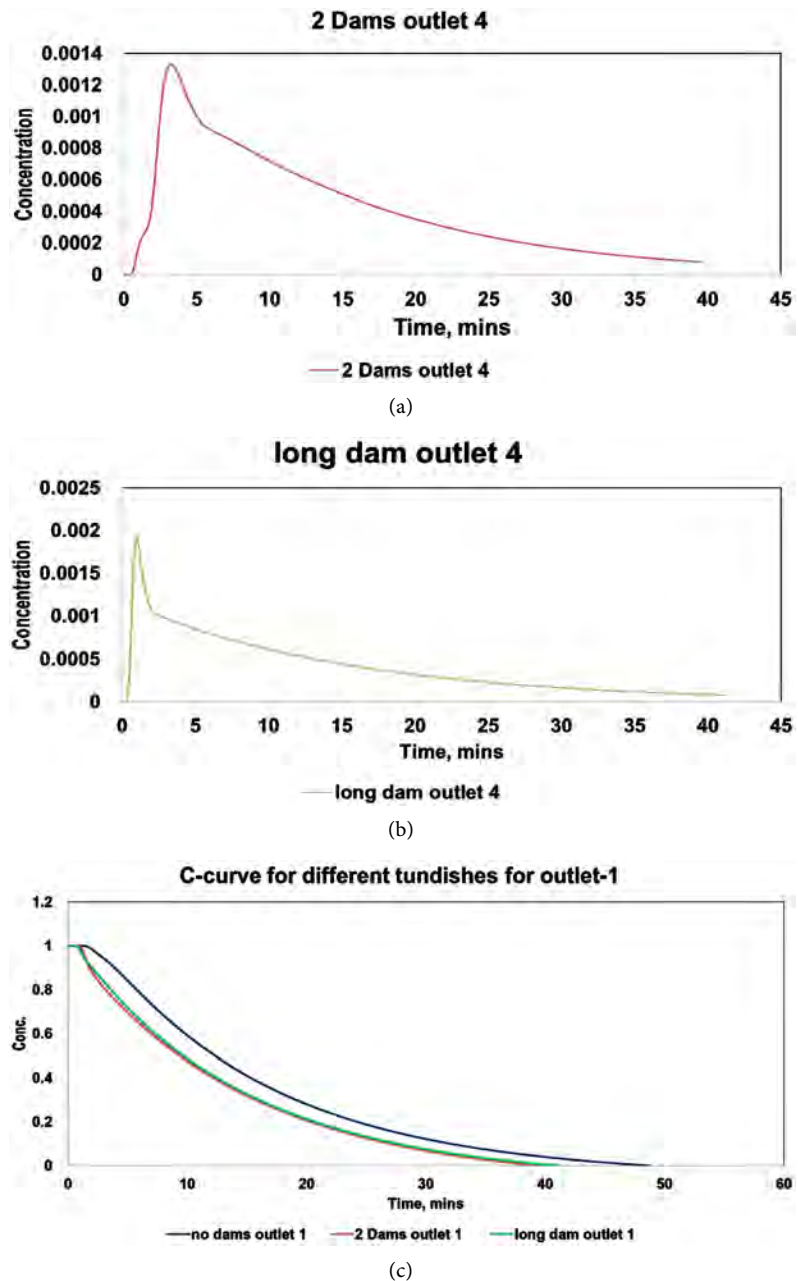 2 Dams outlet 4
0.0014
0.0012
0.001
0.0008
0.0006
0.0004
0.0002
0
Concentration
0 5 10 15 20 25 30 35 40 45
Time, mins
2 Dams outlet 4
(a)
long dam outlet 4
0.0025
0.002
0.0015
0.001
0.0005
0
Concentration
0 5 10 15 20 25 30 35 40 45
Time, mins
long dam outlet 4
(b)
C-curve for different tundishes for outlet-1
1.2
1
0.8
0.6
0.4
0.2
0
Conc.
0 10 20 30 40 50 60
Time, mins
no dams outlet 1 2 Dams outlet 1 long dam outlet 1
(c)